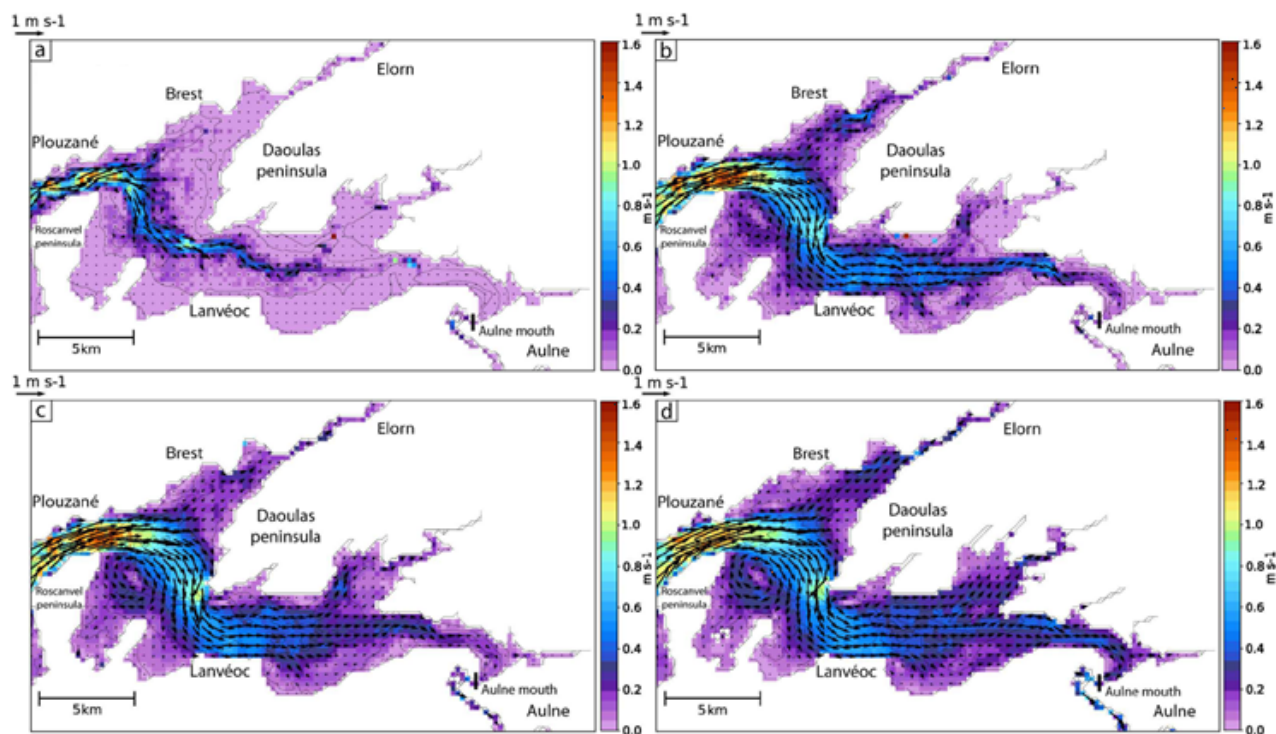 1 m s-1
a
Elorn
Brest
Plouzané
Daoulas
peninsula
Roscanvel
peninsula
Lanvéoc
Aulne mouth
Aulne
5km
1.6
1.4
1.2
1.0
0.8
0.6
0.4
0.2
0.0
m s-1
1 m s-1
b
Elorn
Brest
Plouzané
Daoulas
peninsula
Roscanvel
peninsula
Lanvéoc
Aulne mouth
Aulne
5km
1.6
1.4
1.2
1.0
0.8
0.6
0.4
0.2
0.0
m s-1
1 m s-1
c
Elorn
Brest
Plouzané
Daoulas
peninsula
Roscanvel
peninsula
Lanvéoc
Aulne mouth
Aulne
5km
1.6
1.4
1.2
1.0
0.8
0.6
0.4
0.2
0.0
m s-1
1 m s-1
d
Elorn
Brest
Plouzané
Daoulas
peninsula
Roscanvel
peninsula
Lanvéoc
Aulne mouth
Aulne
5km
1.6
1.4
1.2
1.0
0.8
0.6
0.4
0.2
0.0
m s-1